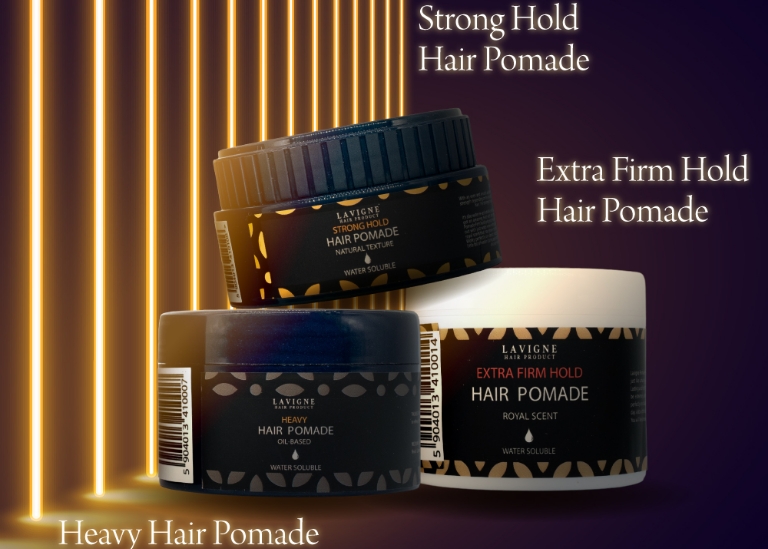 Strong Hold
Hair Pomade
Extra Firm Hold
Hair Pomade
LAVIGNE
HAIR PRODUCT
STRONG HOLD
HAIR POMADE
NATURAL TEXTURE
WATER SOLUBLE
LAVIGNE
HAIR PRODUCT
EXTRA FIRM HOLD
HAIR POMADE
ROYAL SCENT
WATER SOLUBLE
5 904013 410014
LAVIGNE
HAIR PRODUCT
HEAVY
HAIR POMADE
OIL-BASED
WATER SOLUBLE
5 904013 410007
Heavy Hair Pomade